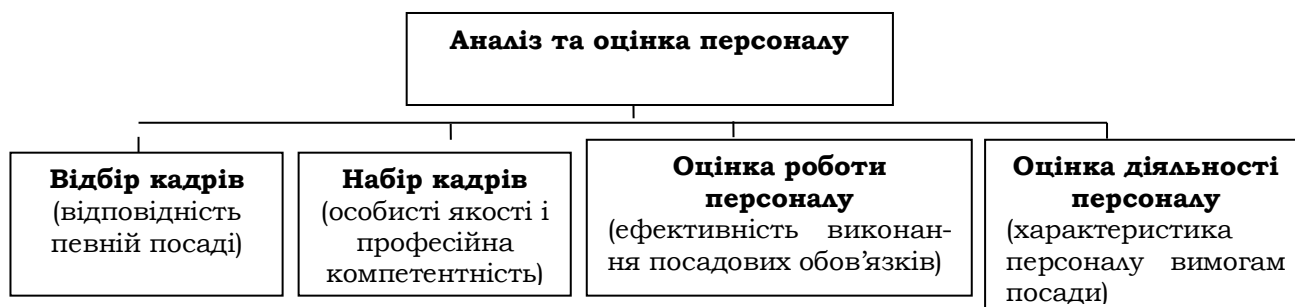 Аналіз та оцінка персоналу
Відбір кадрів
(відповідність
певній посаді)
Набір кадрів
(особисті якості і
професійна
компетентність)
Оцінка роботи
персоналу
(ефективність виконан-
ня посадових обов’язків)
Оцінка діяльності
персоналу
(характеристика
персоналу вимогам
посади)